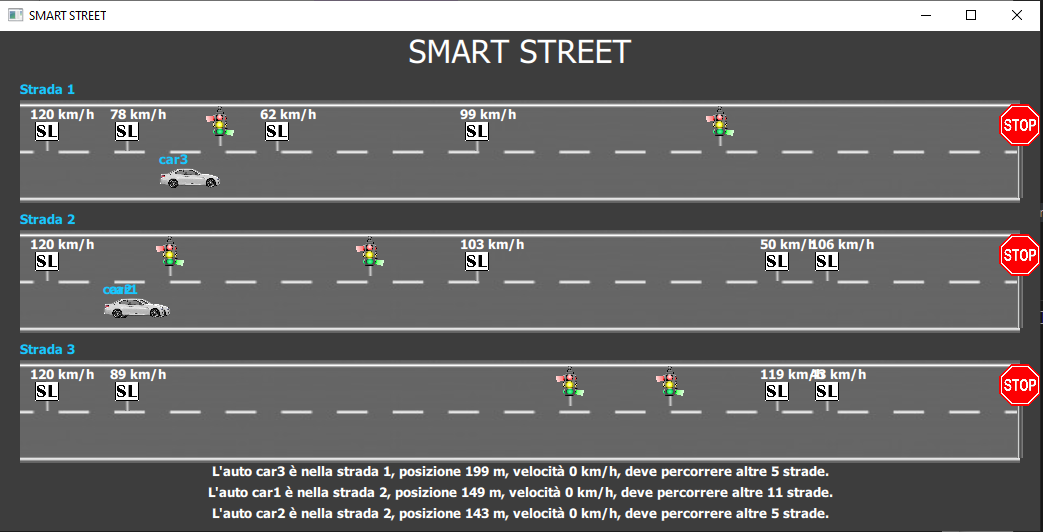 SMART STREET
SMART STREET
Strada 1
120 km/h 78 km/h 62 km/h 99 km/h
SL SL SL SL STOP
car3
Strada 2
120 km/h 103 km/h 50 km/h 106 km/h
SL SL SL SL STOP
Strada 3
120 km/h 89 km/h 119 km/h km/h
SL SL SL SL STOP
L'auto car3 è nella strada 1, posizione 199 m, velocità 0 km/h, deve percorrere altre 5 strade.
L'auto car1 è nella strada 2, posizione 149 m, velocità 0 km/h, deve percorrere altre 11 strade.
L'auto car2 è nella strada 2, posizione 143 m, velocità 0 km/h, deve percorrere altre 5 strade.